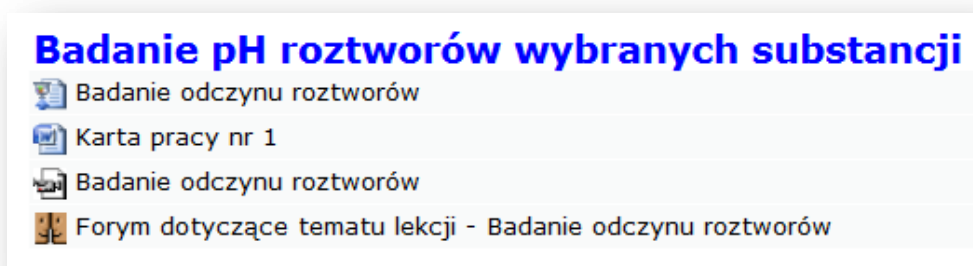 Badanie pH roztworów wybranych substancji
Badanie odczynu roztworów
Karta pracy nr 1
Badanie odczynu roztworów
Forym dotyczące tematu lekcji - Badanie odczynu roztworów